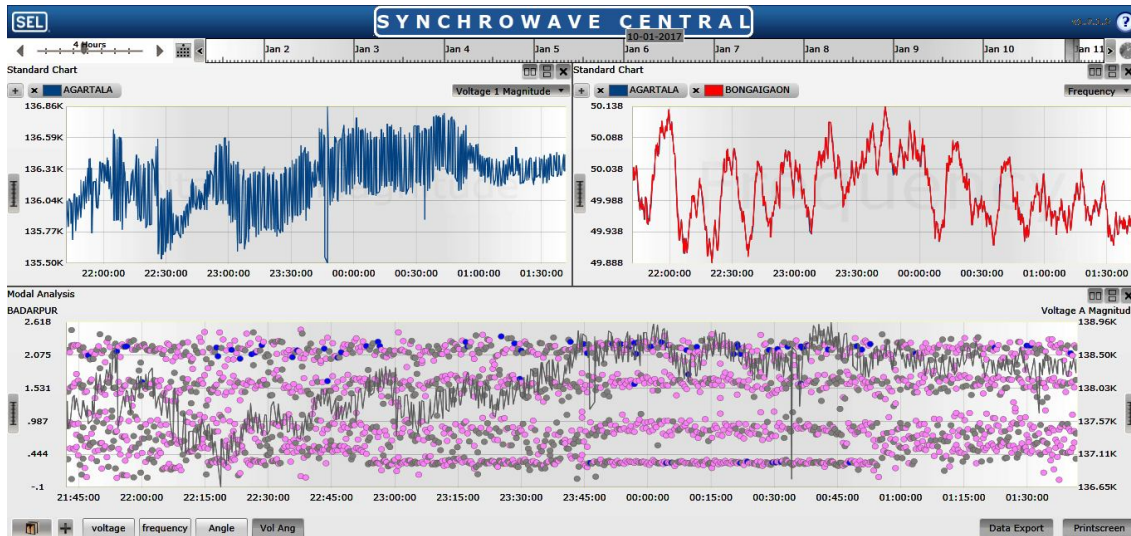 SEL
SYNCHROWAVE CENTRAL
?
4 Hours
Jan 2 Jan 3 Jan 4 Jan 5 Jan 6 Jan 7 Jan 8 Jan 9 Jan 10 Jan 11
10-01-2017
Standard Chart
+ × AGARTALA Voltage 1 Magnitude
136.86K
136.59K
136.31K
136.04K
135.77K
135.50K
22:00:00 22:30:00 23:00:00 23:30:00 00:00:00 00:30:00 01:00:00 01:30:00
Standard Chart
+ × AGARTALA × BONGAIGAON Frequency
50.138
50.088
50.038
49.988
49.938
49.888
22:00:00 22:30:00 23:00:00 23:30:00 00:00:00 00:30:00 01:00:00 01:30:00
Modal Analysis
BADARPUR Voltage A Magnitud
2.618 138.96K
2.075 138.50K
1.531 138.03K
.987 137.57K
.444 137.11K
-.1 136.65K
21:45:00 22:00:00 22:15:00 22:30:00 22:45:00 23:00:00 23:15:00 23:30:00 23:45:00 00:00:00 00:15:00 00:30:00 00:45:00 01:00:00 01:15:00 01:30:00
+ voltage frequency Angle Vol Ang Data Export Printscreen